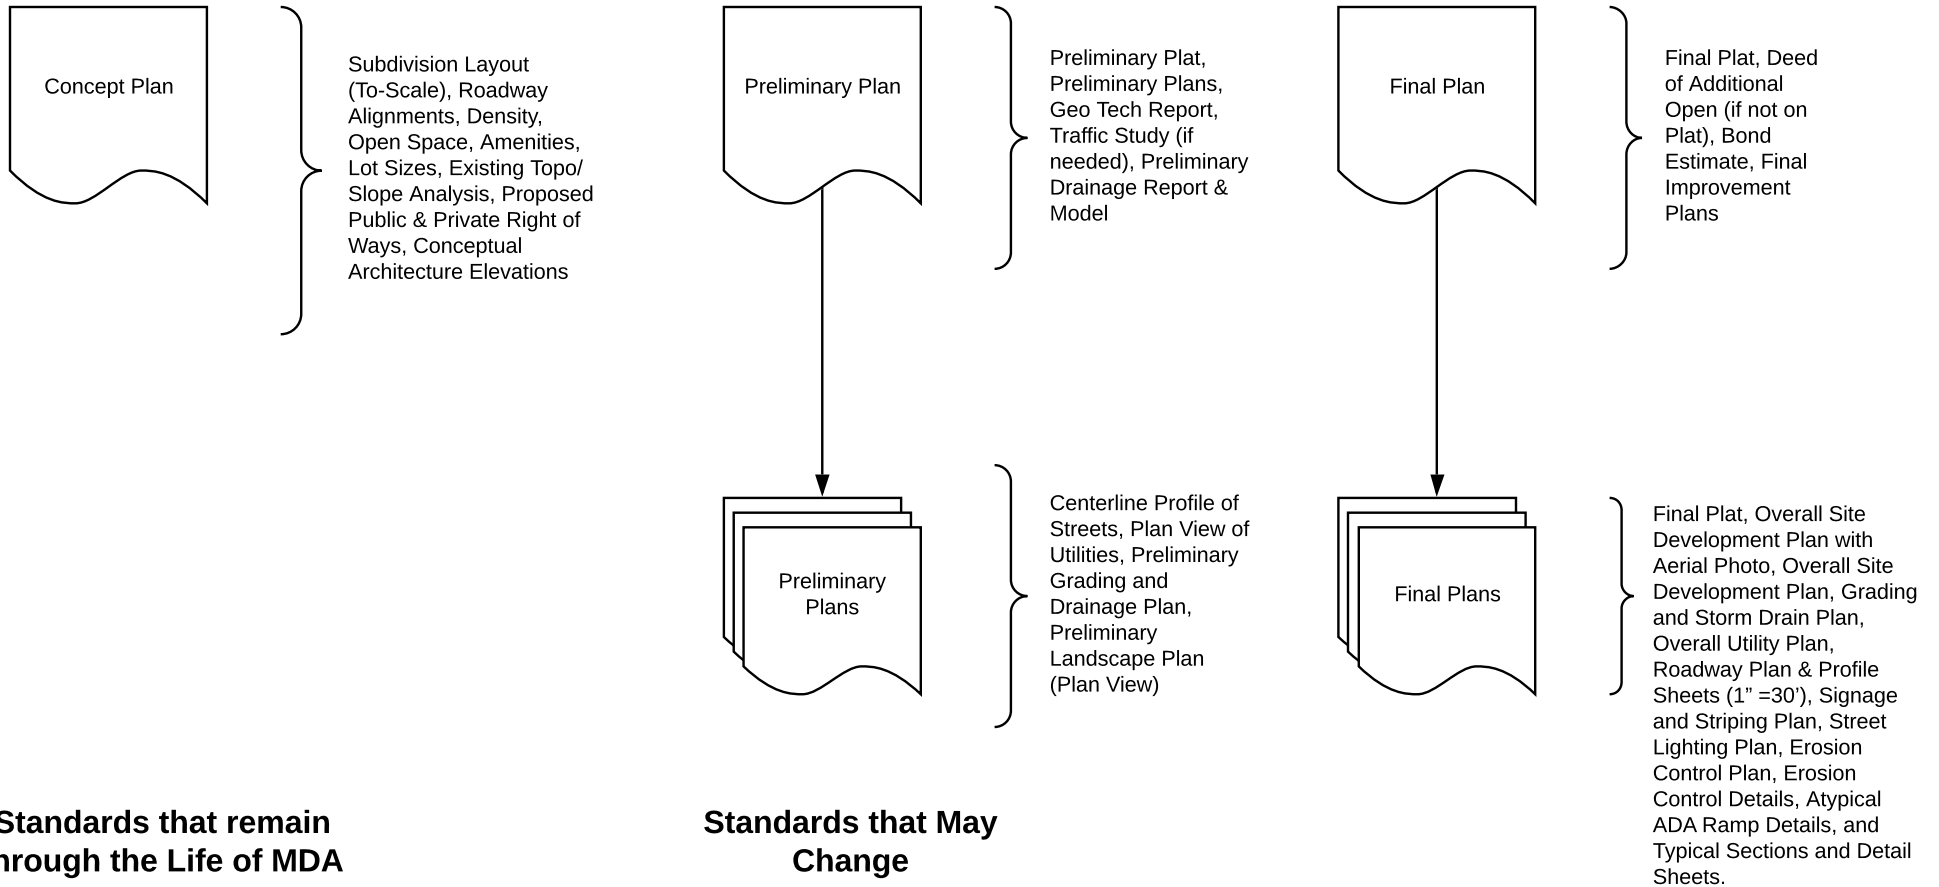 Concept Plan
Subdivision Layout
(To-Scale), Roadway
Alignments, Density,
Open Space, Amenities,
Lot Sizes, Existing Topo/
Slope Analysis, Proposed
Public & Private Right of
Ways, Conceptual
Architecture Elevations
Preliminary Plan
Preliminary Plat,
Preliminary Plans,
Geo Tech Report,
Traffic Study (if
needed), Preliminary
Drainage Report &
Model
Final Plan
Final Plat, Deed
of Additional
Open (if not on
Plat), Bond
Estimate, Final
Improvement
Plans
Preliminary
Plans
Centerline Profile of
Streets, Plan View of
Utilities, Preliminary
Grading and
Drainage Plan,
Preliminary
Landscape Plan
(Plan View)
Final Plans
Final Plat, Overall Site
Development Plan with
Aerial Photo, Overall Site
Development Plan, Grading
and Storm Drain Plan,
Overall Utility Plan,
Roadway Plan & Profile
Sheets (1” =30’), Signage
and Striping Plan, Street
Lighting Plan, Erosion
Control Plan, Erosion
Control Details, Atypical
ADA Ramp Details, and
Typical Sections and Detail
Sheets.
Standards that remain
hrough the Life of MDA
Standards that May
Change